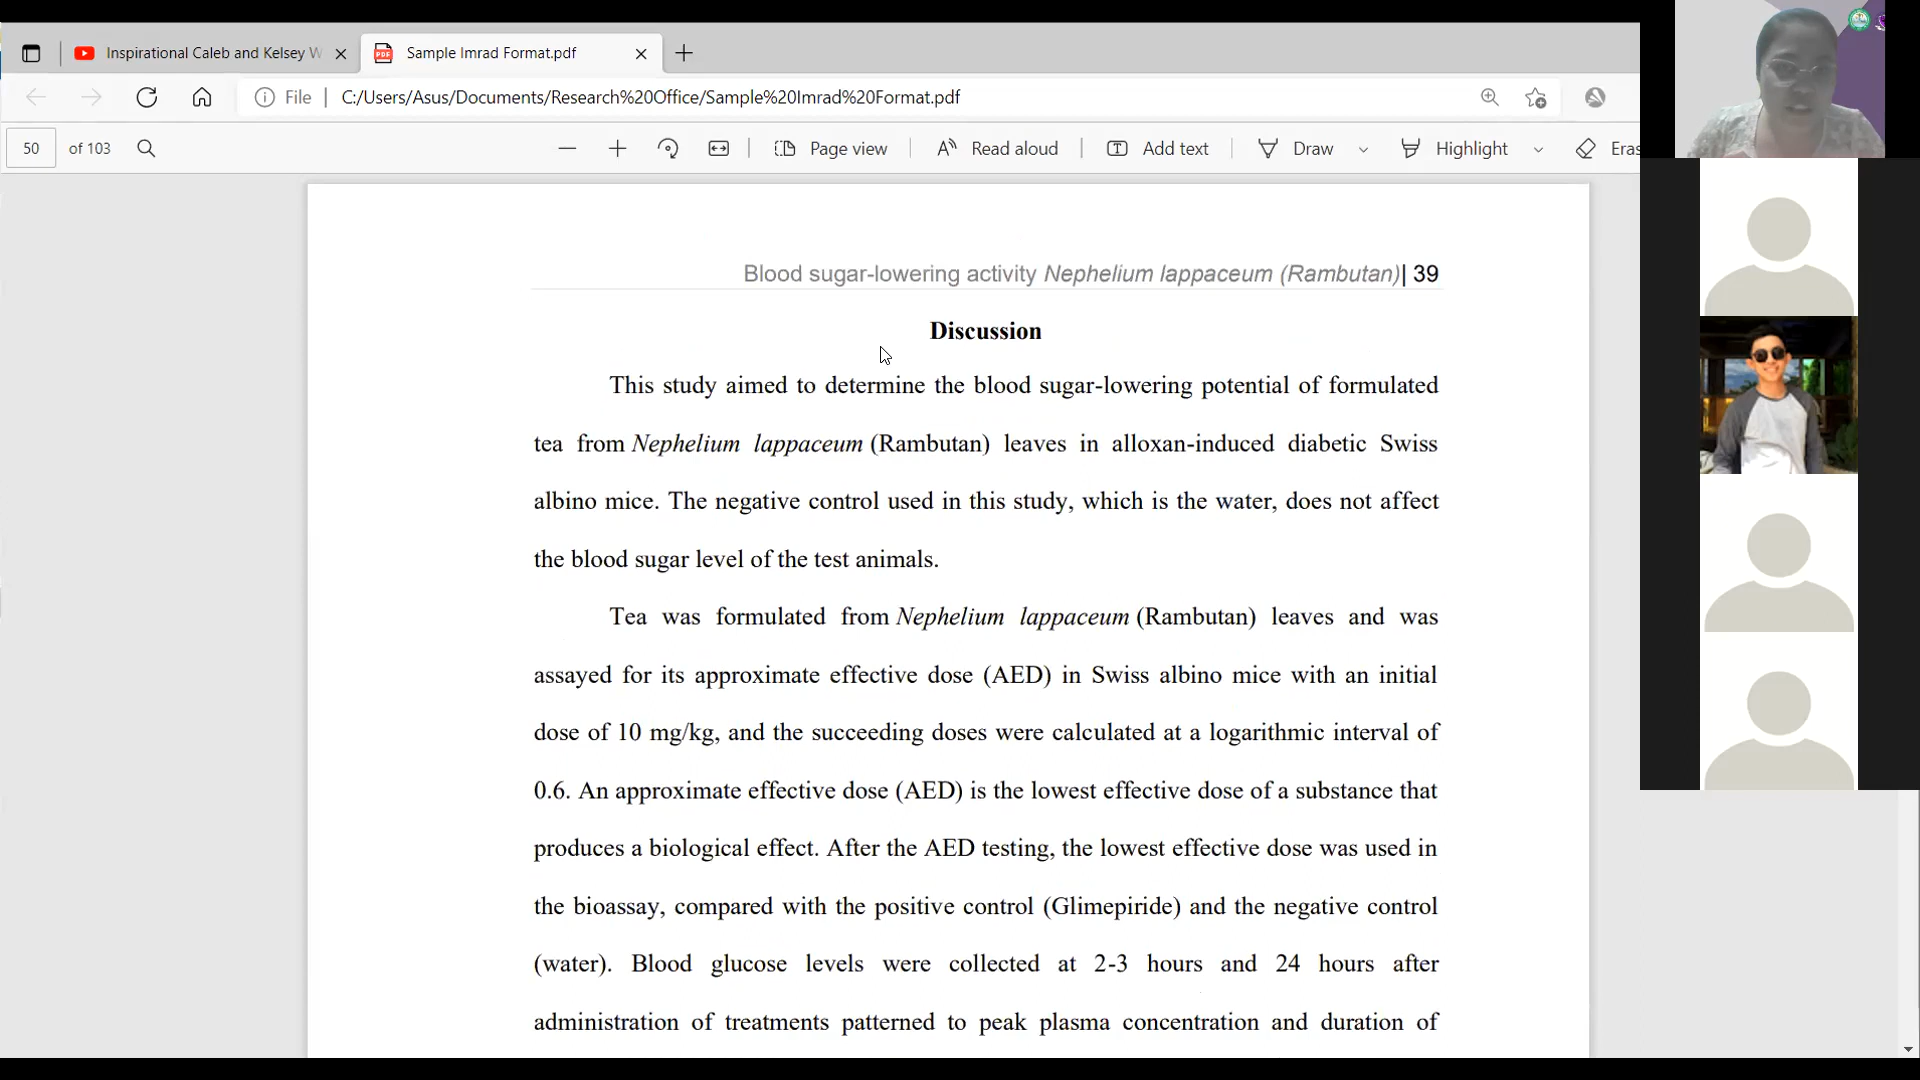 Inspirational Caleb and Kelsey W
Sample Imrad Format.pdf
File
C:/Users/Asus/Documents/Research%20Office/Sample%20Imrad%20Format.pdf
50 of 103
Page view
Read aloud
Add text
Draw
Highlight
Eras
Blood sugar-lowering activity Nephelium lappaceum (Rambutan)| 39
Discussion
This study aimed to determine the blood sugar-lowering potential of formulated
tea from Nephelium lappaceum (Rambutan) leaves in alloxan-induced diabetic Swiss
albino mice. The negative control used in this study, which is the water, does not affect
the blood sugar level of the test animals.
Tea was formulated from Nephelium lappaceum (Rambutan) leaves and was
assayed for its approximate effective dose (AED) in Swiss albino mice with an initial
dose of 10 mg/kg, and the succeeding doses were calculated at a logarithmic interval of
0.6. An approximate effective dose (AED) is the lowest effective dose of a substance that
produces a biological effect. After the AED testing, the lowest effective dose was used in
the bioassay, compared with the positive control (Glimepiride) and the negative control
(water). Blood glucose levels were collected at 2-3 hours and 24 hours after
administration of treatments patterned to peak plasma concentration and duration of